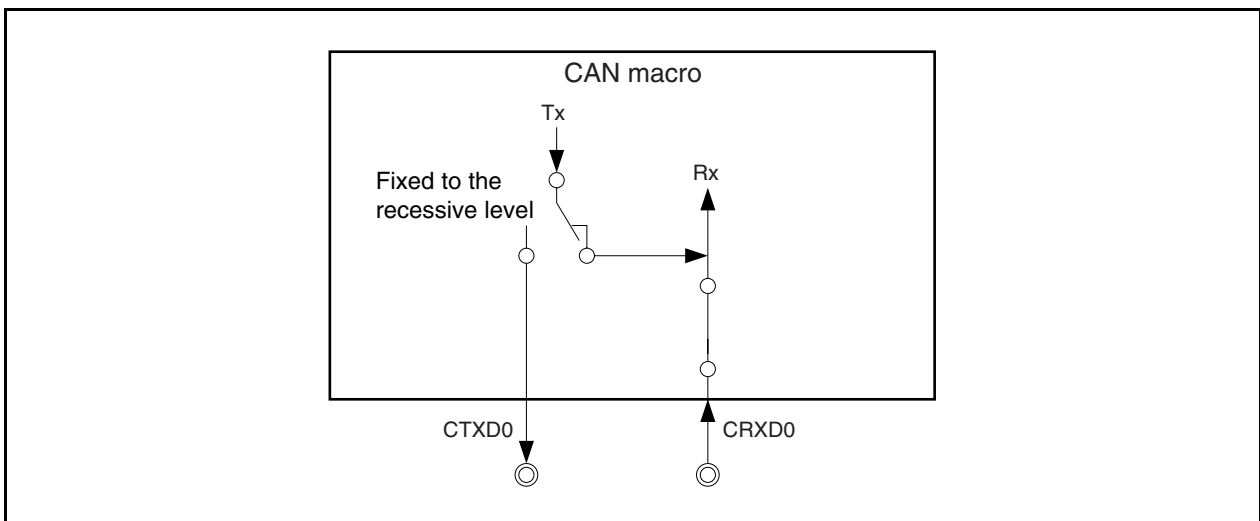 CAN macro
Tx
Rx
Fixed to the
recessive level
CTXD0
CRXD0